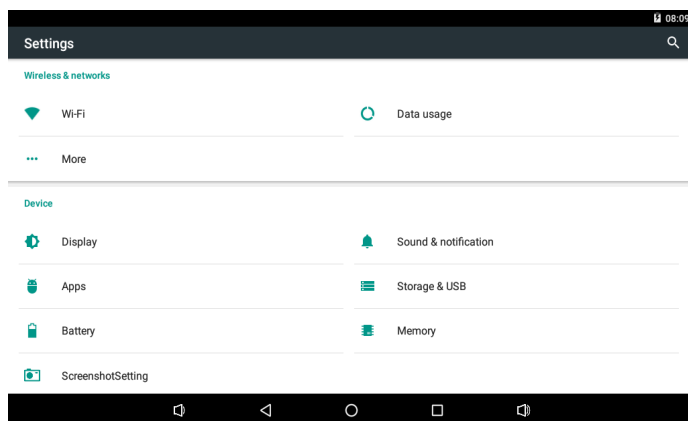 08:09
Settings
Wireless & networks
Wi-Fi
Data usage
More
Device
Display
Sound & notification
Apps
Storage & USB
Battery
Memory
ScreenshotSetting